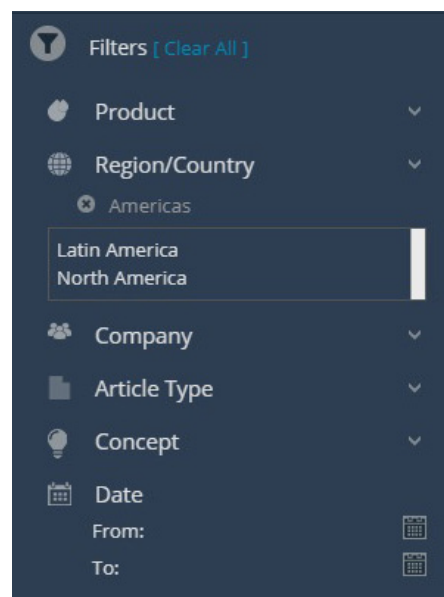 Filters [ Clear All ]
Product
Region/Country
Americas
Latin America
North America
Company
Article Type
Concept
Date
From:
To: